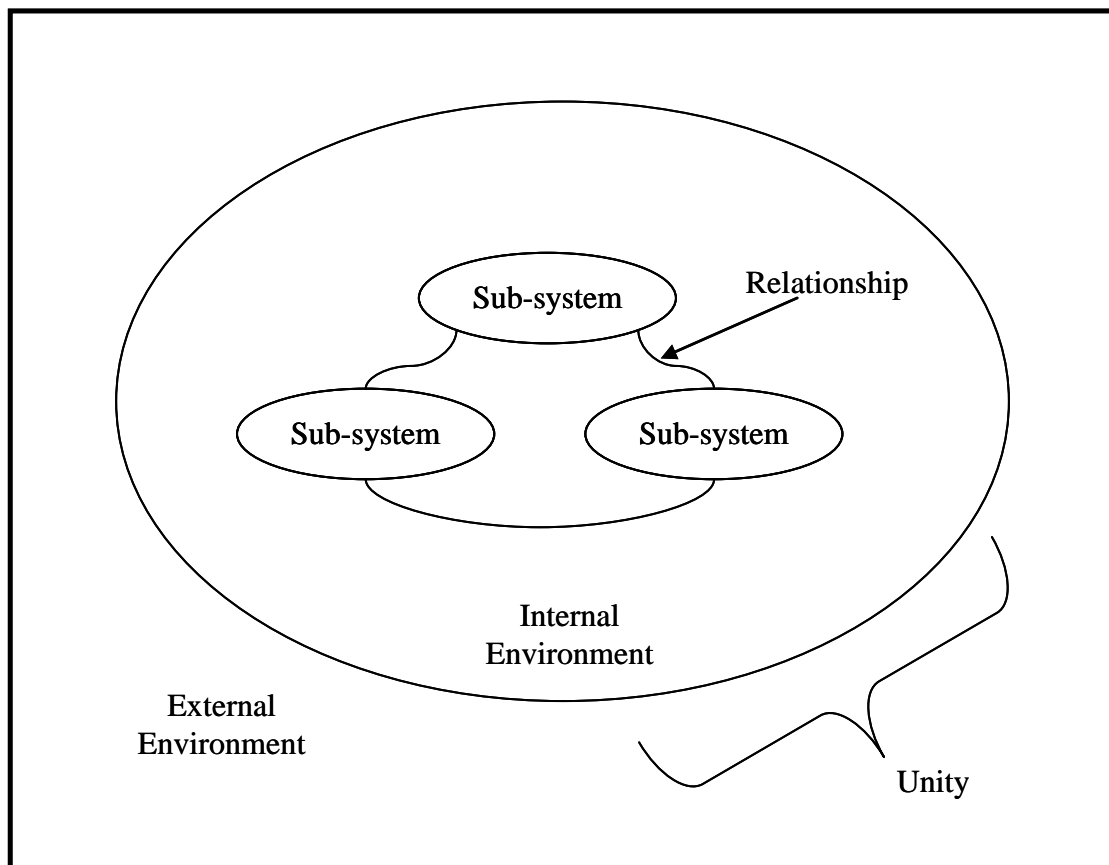 Relationship
Sub-system
Sub-system
Sub-system
Internal
Environment
External
Environment
Unity